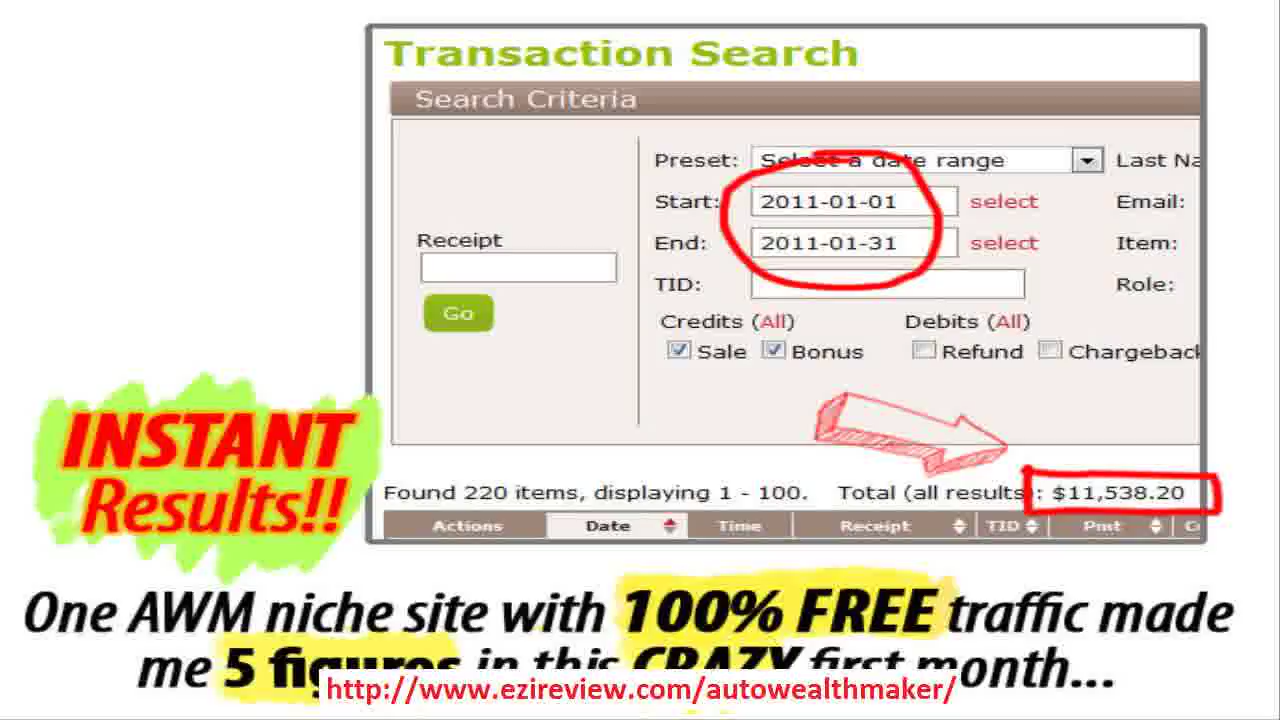 Transaction Search
Search Criteria
Preset: Select a date range Last Na
Start: 2011-01-01 select Email:
Receipt
End: 2011-01-31 select Item:
TID: Role:
Go
Credits (All) Debits (All)
Sale Bonus Refund Chargeback
INSTANT
Results!!
Found 220 items, displaying 1 - 100. Total (all results): $11,538.20
Actions Date Time Receipt TID Pmt C
One AWM niche site with 100% FREE traffic made
me 5 figures in this CRAZY first month...
http://www.ezireview.com/autowealthmaker/